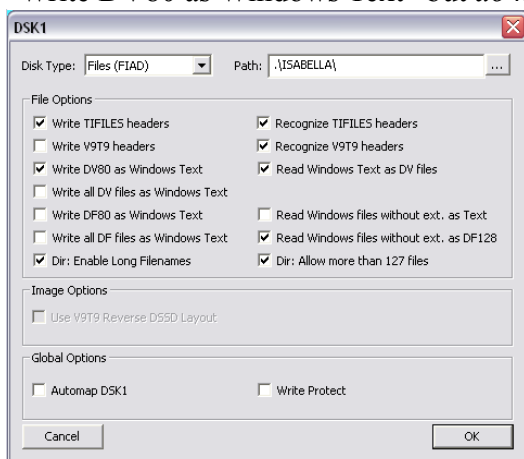 DSK1
Disk Type: Files (FIAD) Path: .\ISABELLA\ ...
File Options
Write TIFILES headers Recognize TIFILES headers
Write V9T9 headers Recognize V9T9 headers
Write DV80 as Windows Text Read Windows Text as DV files
Write all DV files as Windows Text
Write DF80 as Windows Text Read Windows files without ext. as Text
Write all DF files as Windows Text Read Windows files without ext. as DF128
Dir: Enable Long Filenames Dir: Allow more than 127 files
Image Options
Use V9T9 Reverse DSSD Layout
Global Options
Automap DSK1 Write Protect
Cancel OK